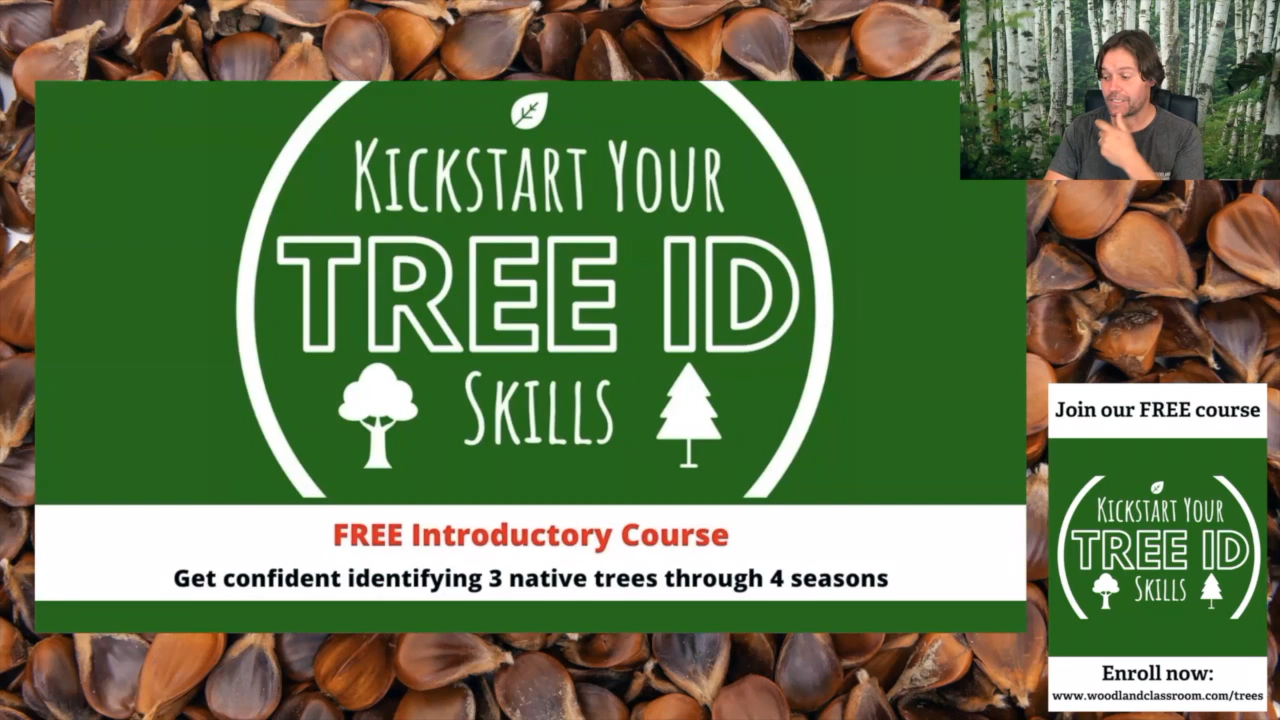 KICKSTART YOUR
TREE ID
SKILLS
FREE Introductory Course
Get confident identifying 3 native trees through 4 seasons
Join our FREE course
KICKSTART YOUR
TREE ID
SKILLS
Enroll now:
www.woodlandclassroom.com/trees